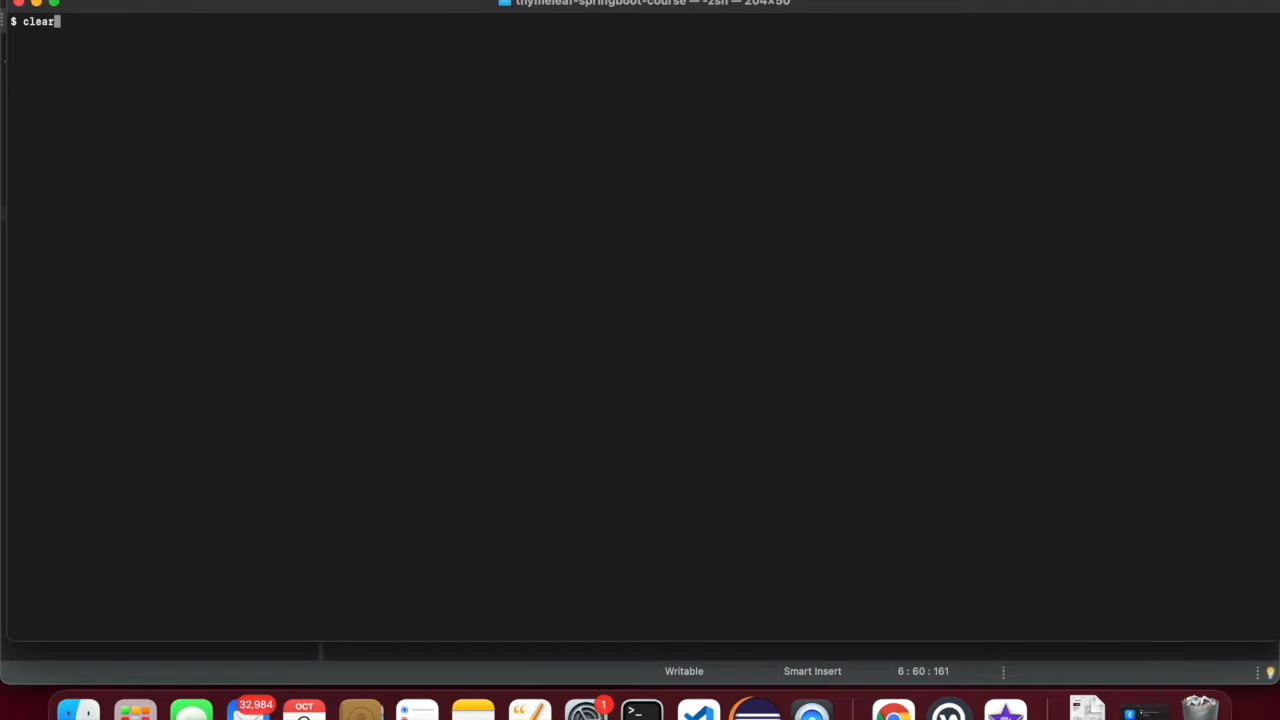 thymeleaf-springboot-course — -zsh — 204×50
$ clear
Writable
Smart Insert
6 : 60 : 161
32,984
OCT
1
>_